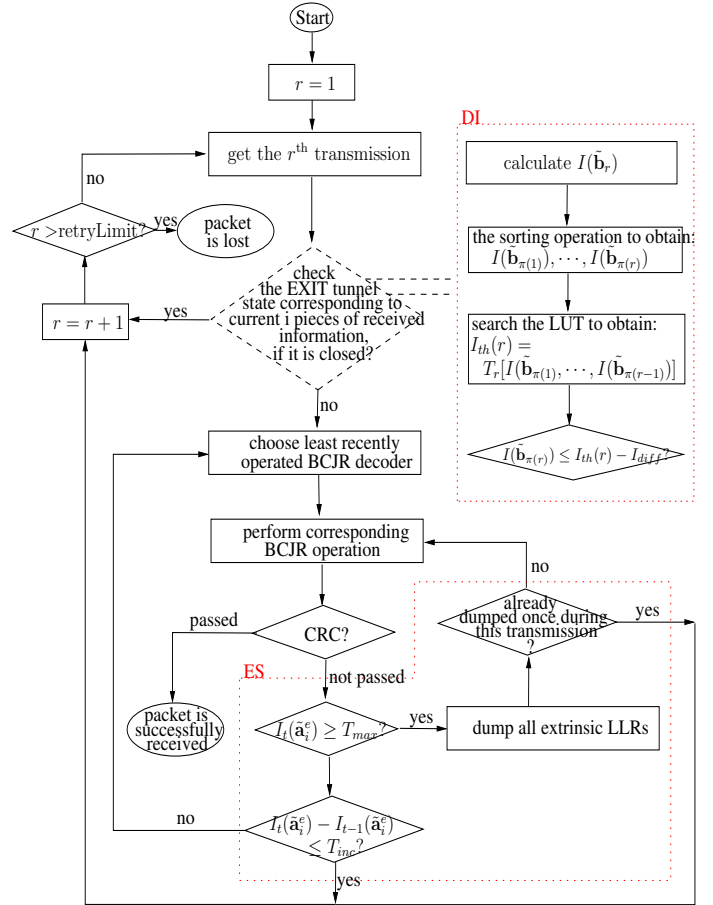 Start
r = 1
get the rᵗʰ transmission
no
r >retryLimit?
yes
packet
is lost
r = r + 1
yes
check
the EXIT tunnel
state corresponding to
current i pieces of received
information,
if it is closed?
no
DI
calculate I(b̃_r)
the sorting operation to obtain:
I(b̃_π(1)), ⋯, I(b̃_π(r))
search the LUT to obtain:
I_th(r) =
T_r[I(b̃_π(1)), ⋯, I(b̃_π(r−1))]
I(b̃_π(r)) ≤ I_th(r) − I_diff?
choose least recently
operated BCJR decoder
perform corresponding
BCJR operation
no
passed
CRC?
already
dumped once during
this transmission
?
yes
ES
not passed
packet is
successfully
received
I_t(ã_i^e) ≥ T_max?
yes
dump all extrinsic LLRs
no
I_t(ã_i^e) − I_{t−1}(ã_i^e)
≤ T_inc?
yes